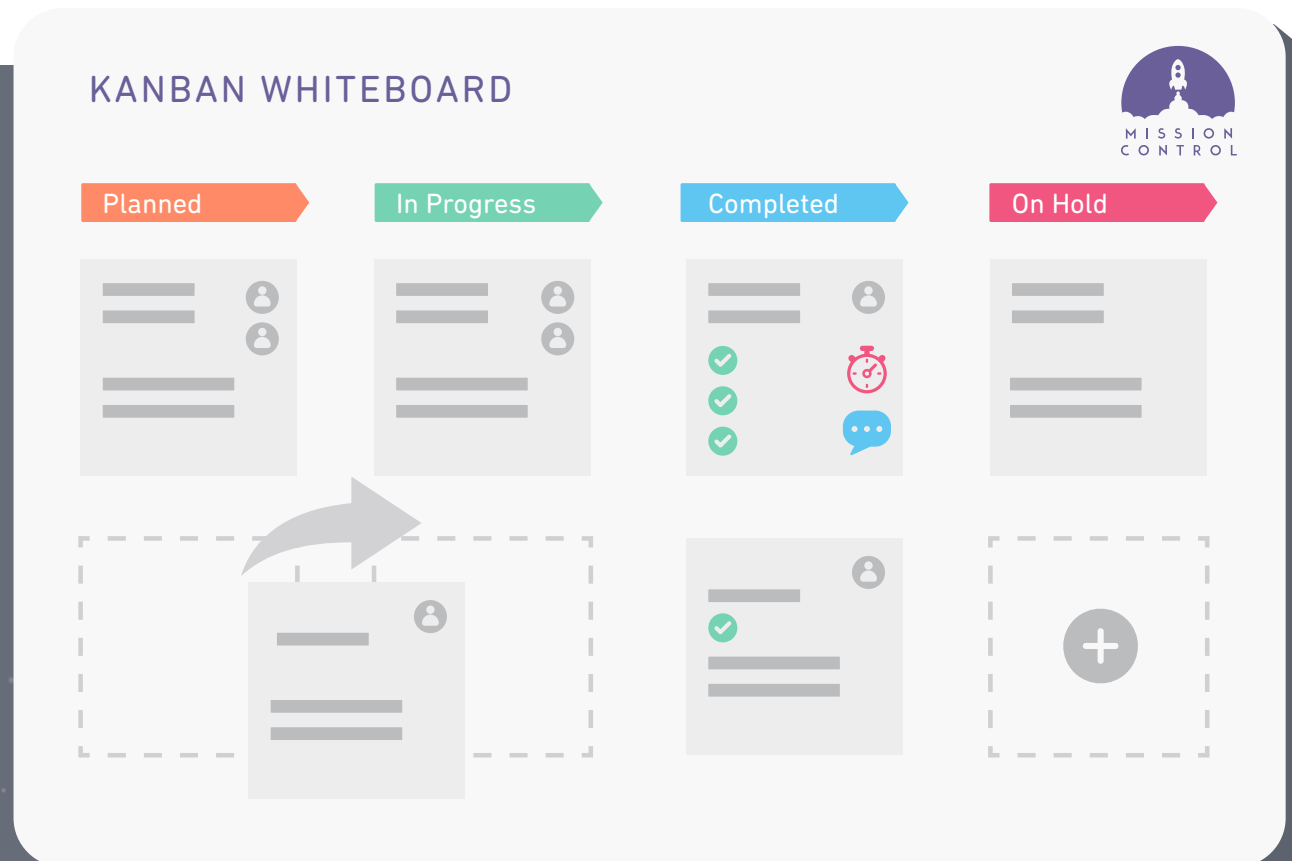 KANBAN WHITEBOARD
MISSION
CONTROL
Planned
In Progress
Completed
On Hold